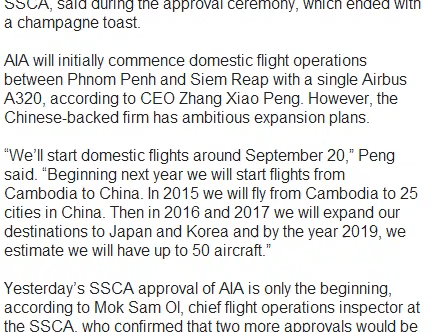 SSCA, said during the approval ceremony, which ended with
a champagne toast.
AIA will initially commence domestic flight operations
between Phnom Penh and Siem Reap with a single Airbus
A320, according to CEO Zhang Xiao Peng. However, the
Chinese-backed firm has ambitious expansion plans.
“We’ll start domestic flights around September 20,” Peng
said. “Beginning next year we will start flights from
Cambodia to China. In 2015 we will fly from Cambodia to 25
cities in China. Then in 2016 and 2017 we will expand our
destinations to Japan and Korea and by the year 2019, we
estimate we will have up to 50 aircraft.”
Yesterday’s SSCA approval of AIA is only the beginning,
according to Mok Sam Ol, chief flight operations inspector at
the SSCA, who confirmed that two more approvals would be